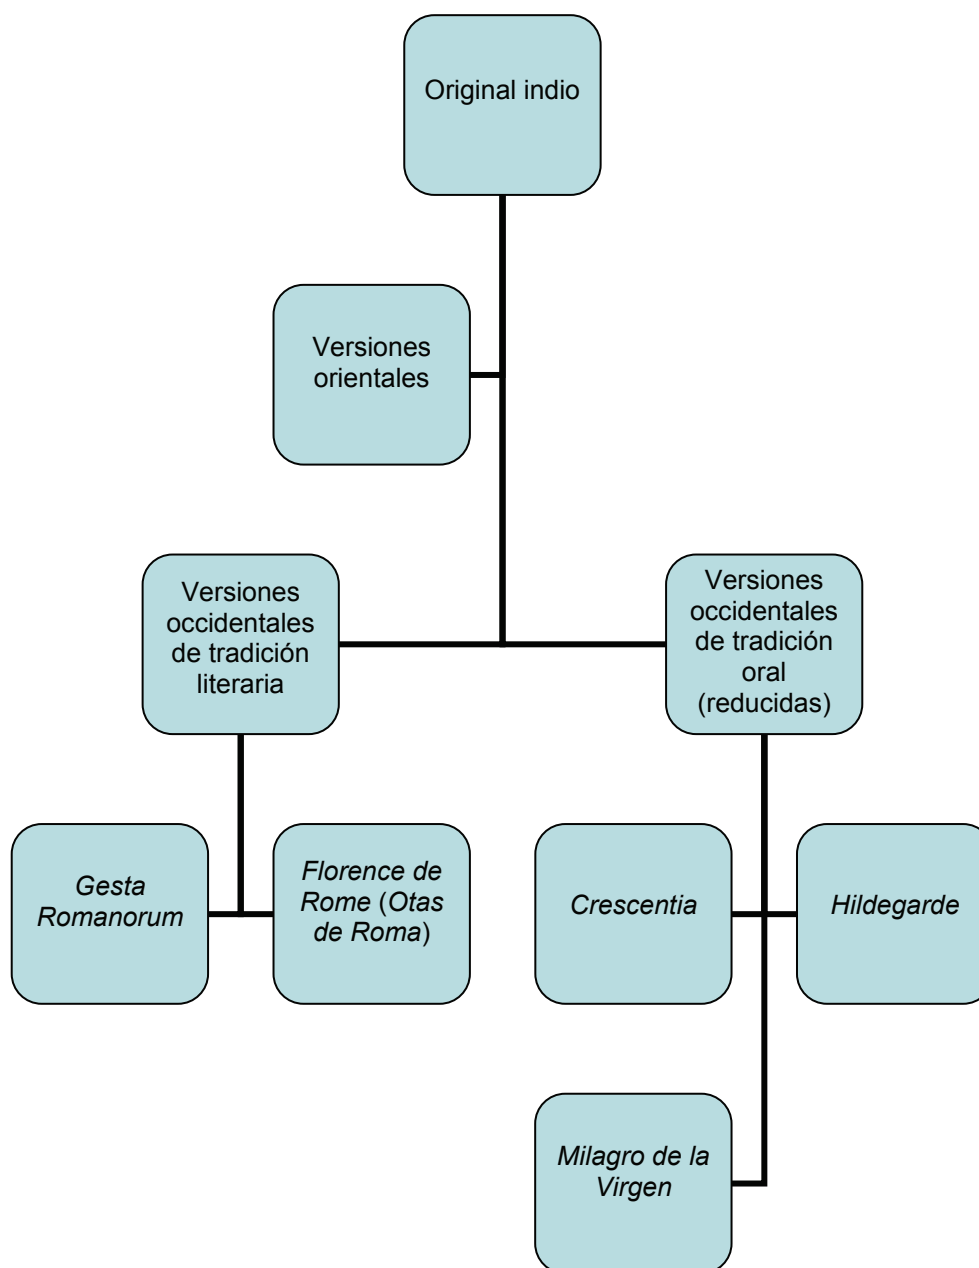 Original indio
Versiones
orientales
Versiones
occidentales
de tradición
literaria
Versiones
occidentales
de tradición
oral
(reducidas)
Gesta
Romanorum
Florence de
Rome (Otas
de Roma)
Crescentia
Hildegarde
Milagro de la
Virgen